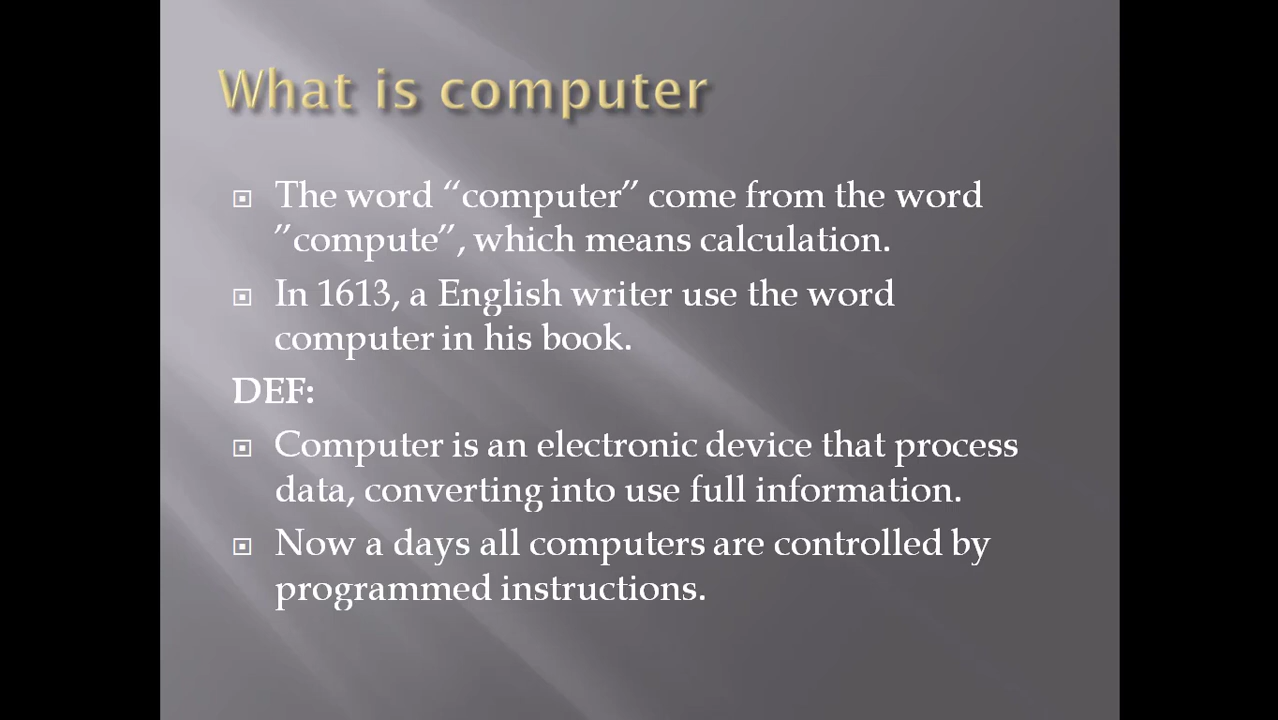 What is computer
The word “computer” come from the word
”compute”, which means calculation.
In 1613, a English writer use the word
computer in his book.
DEF:
Computer is an electronic device that process
data, converting into use full information.
Now a days all computers are controlled by
programmed instructions.